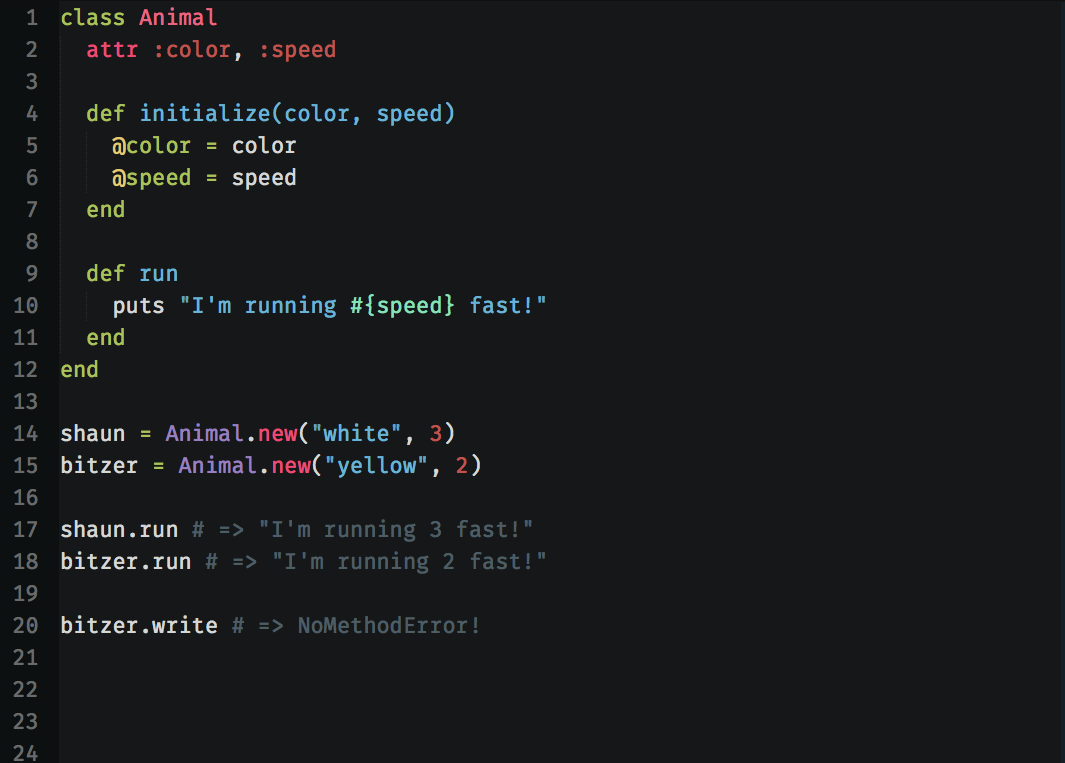 1 class Animal
2   attr :color, :speed
3
4   def initialize(color, speed)
5     @color = color
6     @speed = speed
7   end
8
9   def run
10     puts "I'm running #{speed} fast!"
11   end
12 end
13
14 shaun = Animal.new("white", 3)
15 bitzer = Animal.new("yellow", 2)
16
17 shaun.run # => "I'm running 3 fast!"
18 bitzer.run # => "I'm running 2 fast!"
19
20 bitzer.write # => NoMethodError!
21
22
23
24